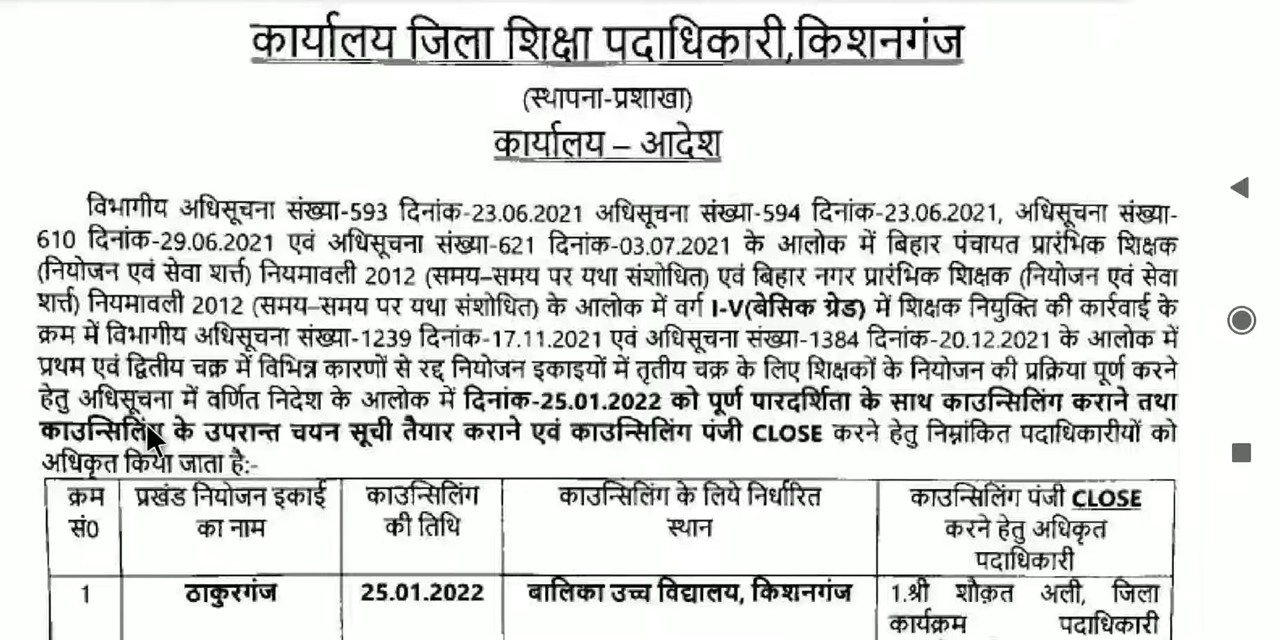 कार्यालय जिला शिक्षा पदाधिकारी,किशनगंज
(स्थापना-प्रशाखा)
कार्यालय – आदेश
विभागीय अधिसूचना संख्या-593 दिनांक-23.06.2021 अधिसूचना संख्या-594 दिनांक-23.06.2021, अधिसूचना संख्या-
610 दिनांक-29.06.2021 एवं अधिसूचना संख्या-621 दिनांक-03.07.2021 के आलोक में बिहार पंचायत प्रारंभिक शिक्षक
(नियोजन एवं सेवा शर्त्त) नियमावली 2012 (समय–समय पर यथा संशोधित) एवं बिहार नगर प्रारंभिक शिक्षक (नियोजन एवं सेवा
शर्त्त) नियमावली 2012 (समय–समय पर यथा संशोधित) के आलोक में वर्ग I-V(बेसिक ग्रेड) में शिक्षक नियुक्ति की कार्रवाई के
क्रम में विभागीय अधिसूचना संख्या-1239 दिनांक-17.11.2021 एवं अधिसूचना संख्या-1384 दिनांक-20.12.2021 के आलोक में
प्रथम एवं द्वितीय चक्र में विभिन्न कारणों से रद्द नियोजन इकाइयों में तृतीय चक्र के लिए शिक्षकों के नियोजन की प्रक्रिया पूर्ण करने
हेतु अधिसूचना में वर्णित निदेश के आलोक में दिनांक-25.01.2022 को पूर्ण पारदर्शिता के साथ काउन्सिलिंग कराने तथा
काउन्सिलिंग के उपरान्त चयन सूची तैयार कराने एवं काउन्सिलिंग पंजी CLOSE करने हेतु निम्नांकित पदाधिकारीयों को
अधिकृत किया जाता है:-
क्रम सं0
प्रखंड नियोजन इकाई का नाम
काउन्सिलिंग की तिथि
काउन्सिलिंग के लिये निर्धारित स्थान
काउन्सिलिंग पंजी CLOSE करने हेतु अधिकृत पदाधिकारी
1
ठाकुरगंज
25.01.2022
बालिका उच्च विद्यालय, किशनगंज
1.श्री शौक़त अली, जिला
कार्यक्रम पदाधिकारी